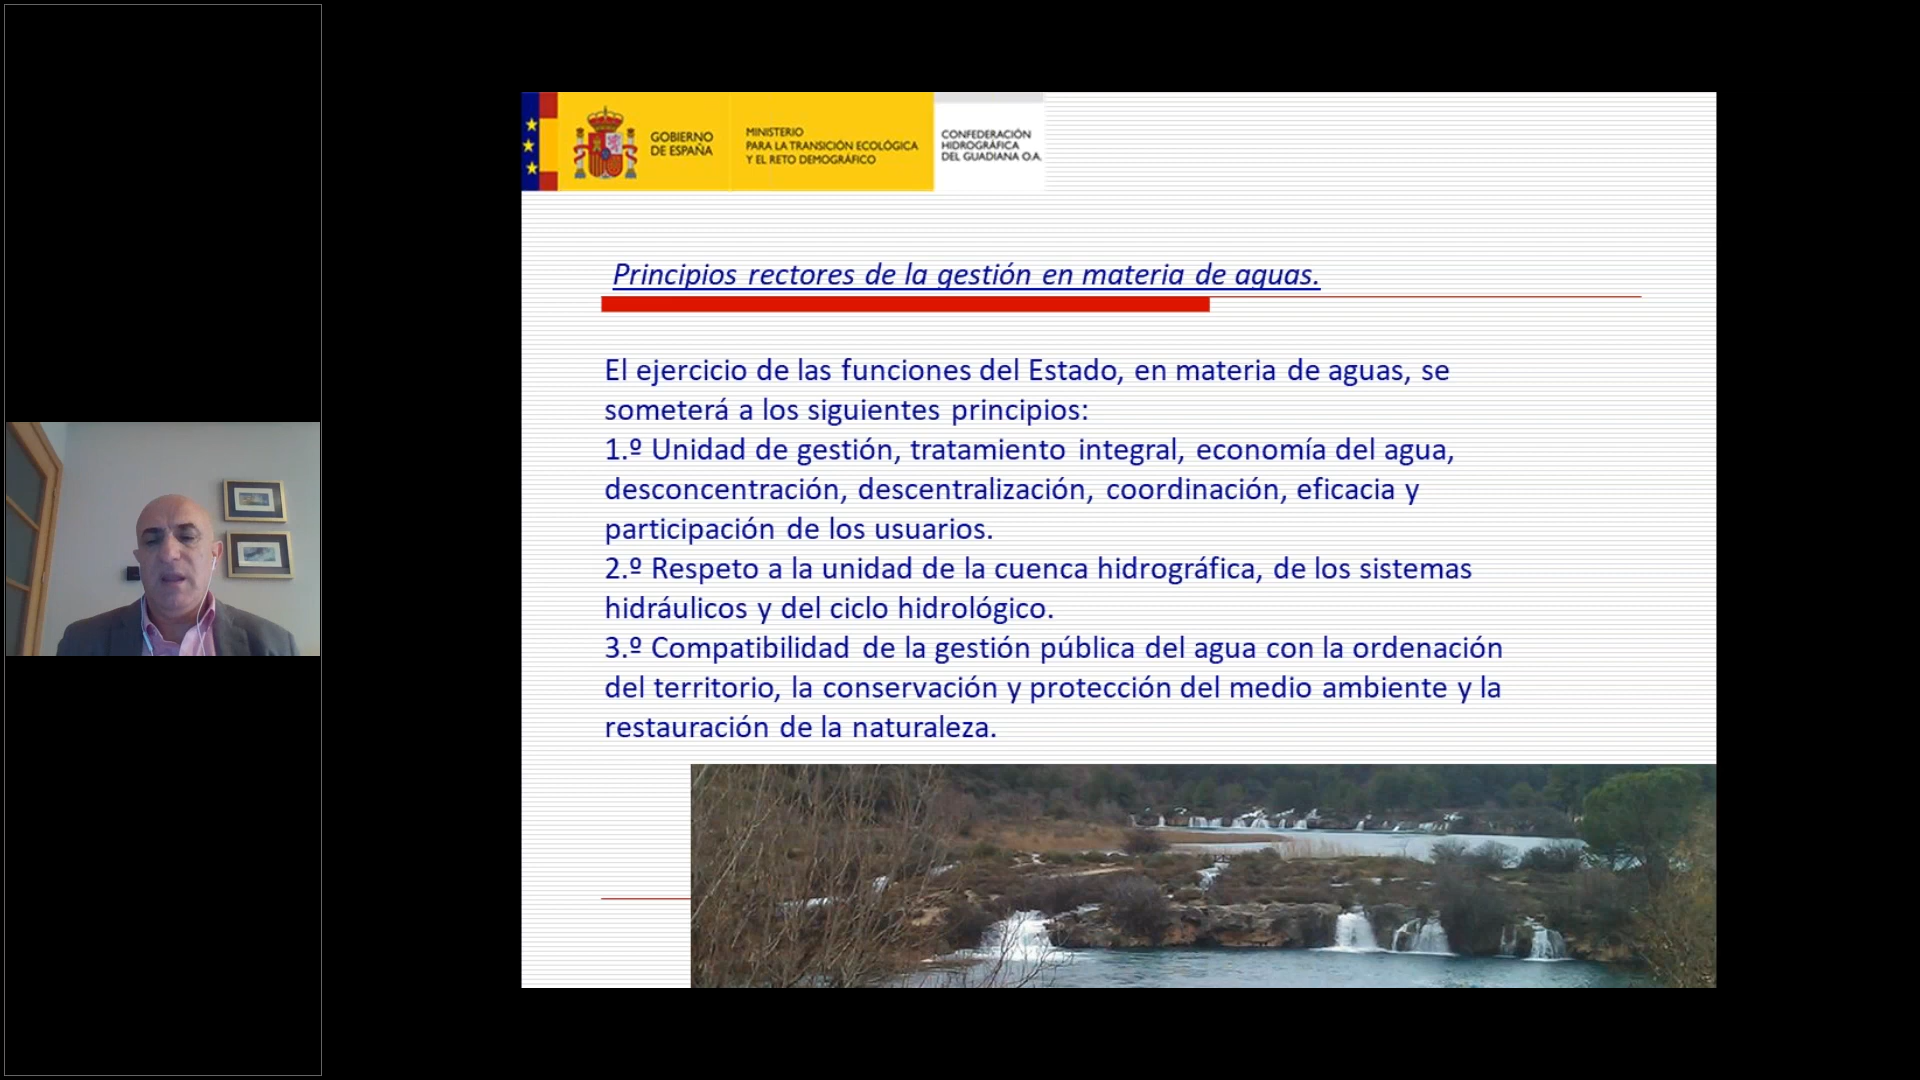 GOBIERNO
DE ESPAÑA
MINISTERIO
PARA LA TRANSICIÓN ECOLÓGICA
Y EL RETO DEMOGRÁFICO
CONFEDERACIÓN
HIDROGRÁFICA
DEL GUADIANA O.A.
Principios rectores de la gestión en materia de aguas.
El ejercicio de las funciones del Estado, en materia de aguas, se
someterá a los siguientes principios:
1.º Unidad de gestión, tratamiento integral, economía del agua,
desconcentración, descentralización, coordinación, eficacia y
participación de los usuarios.
2.º Respeto a la unidad de la cuenca hidrográfica, de los sistemas
hidráulicos y del ciclo hidrológico.
3.º Compatibilidad de la gestión pública del agua con la ordenación
del territorio, la conservación y protección del medio ambiente y la
restauración de la naturaleza.